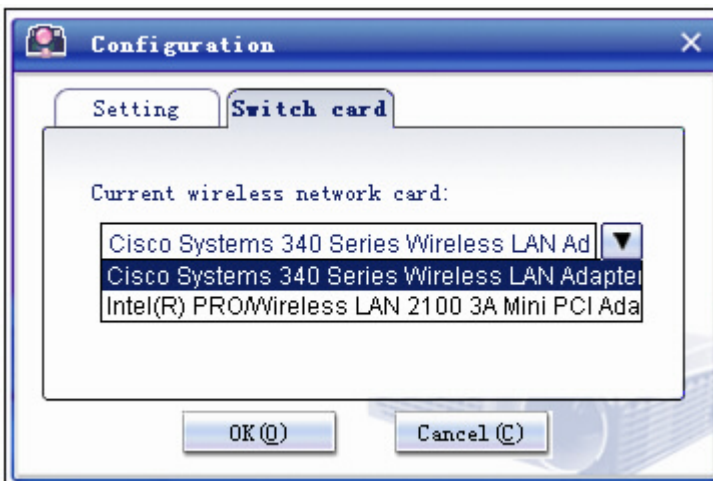 Configuration
Setting Switch card
Current wireless network card:
Cisco Systems 340 Series Wireless LAN Ad
Cisco Systems 340 Series Wireless LAN Adapter
Intel(R) PRO/Wireless LAN 2100 3A Mini PCI Ada
OK(O) Cancel(C)